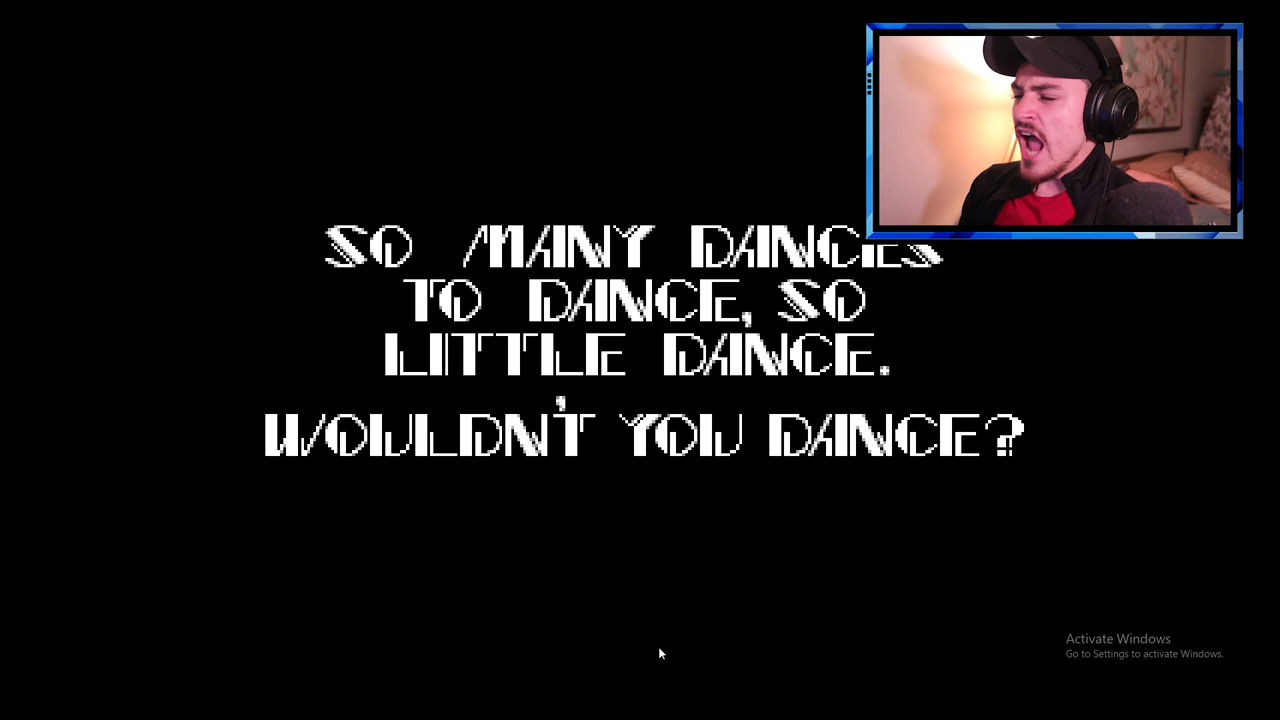 SO MANY DANCES
TO DANCE, SO
LITTLE DANCE.
WOULDN'T YOU DANCE?
Activate Windows
Go to Settings to activate Windows.